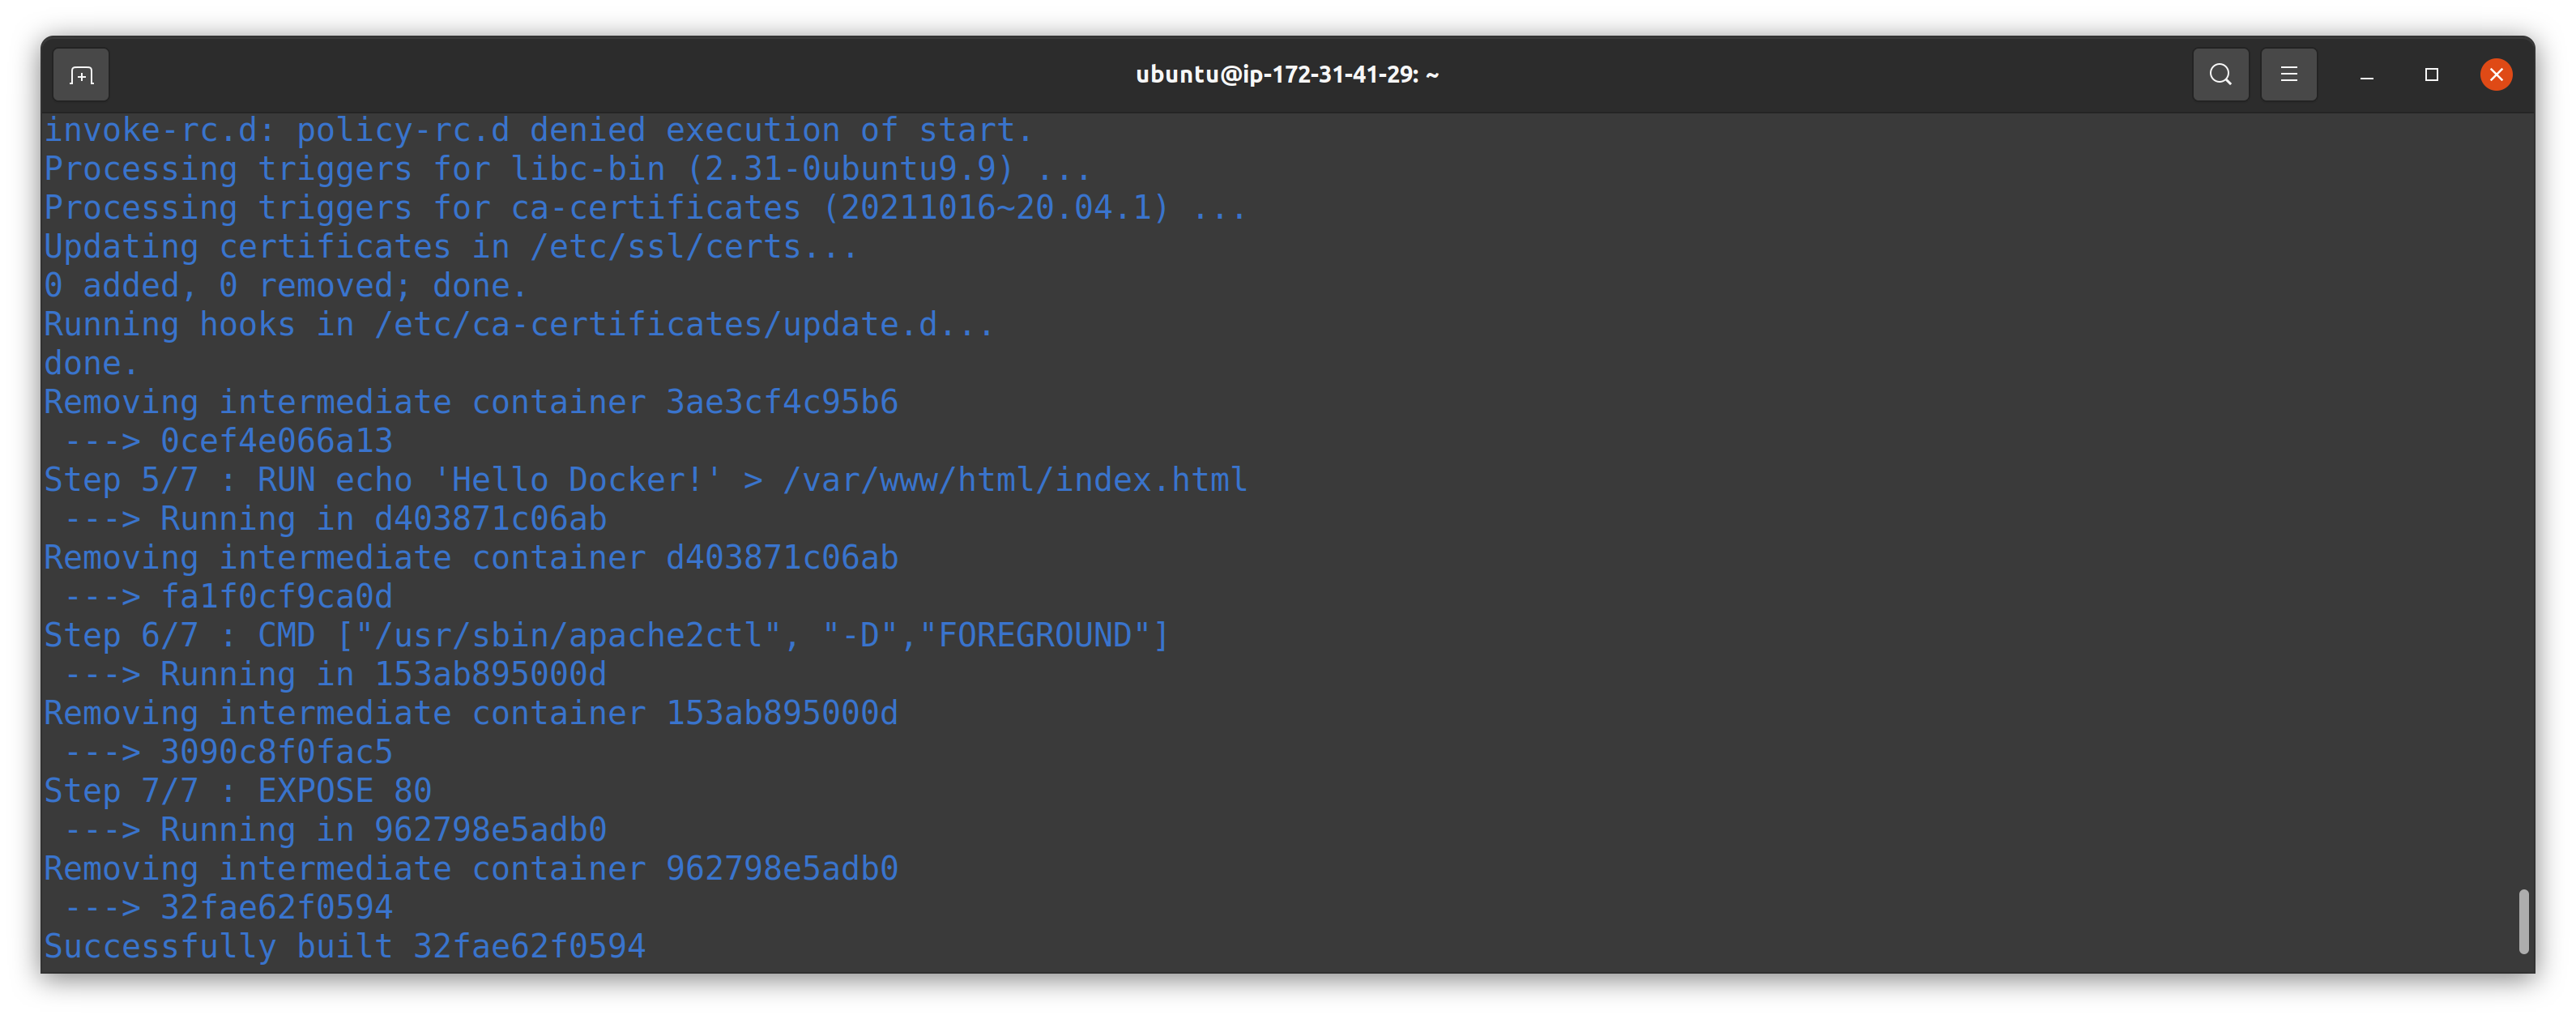 ubuntu@ip-172-31-41-29: ~
invoke-rc.d: policy-rc.d denied execution of start.
Processing triggers for libc-bin (2.31-0ubuntu9.9) ...
Processing triggers for ca-certificates (20211016~20.04.1) ...
Updating certificates in /etc/ssl/certs...
0 added, 0 removed; done.
Running hooks in /etc/ca-certificates/update.d...
done.
Removing intermediate container 3ae3cf4c95b6
 ---> 0cef4e066a13
Step 5/7 : RUN echo 'Hello Docker!' > /var/www/html/index.html
 ---> Running in d403871c06ab
Removing intermediate container d403871c06ab
 ---> fa1f0cf9ca0d
Step 6/7 : CMD ["/usr/sbin/apache2ctl", "-D","FOREGROUND"]
 ---> Running in 153ab895000d
Removing intermediate container 153ab895000d
 ---> 3090c8f0fac5
Step 7/7 : EXPOSE 80
 ---> Running in 962798e5adb0
Removing intermediate container 962798e5adb0
 ---> 32fae62f0594
Successfully built 32fae62f0594